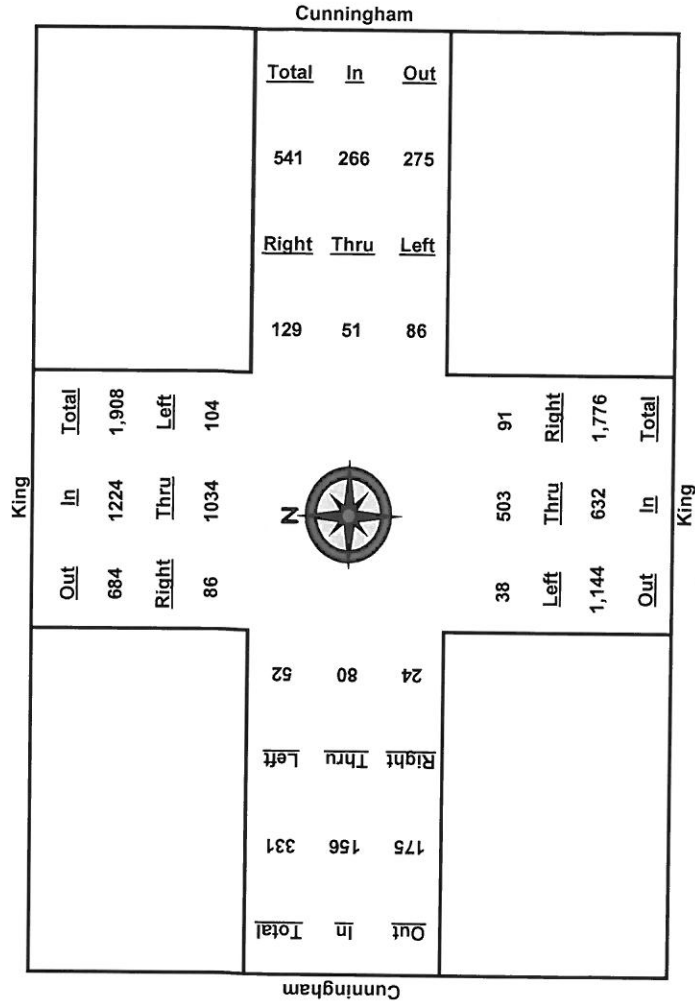 Cunningham
Total In Out
541 266 275
Right Thru Left
129 51 86
King
Total
1,908
Left
104
In
1224
Thru
1034
Out
684
Right
86
N
91
Right
1,776
Total
503
Thru
632
In
38
Left
1,144
Out
King
52 80 24
Left Thru Right
331 156 175
Total In Out
Cunningham